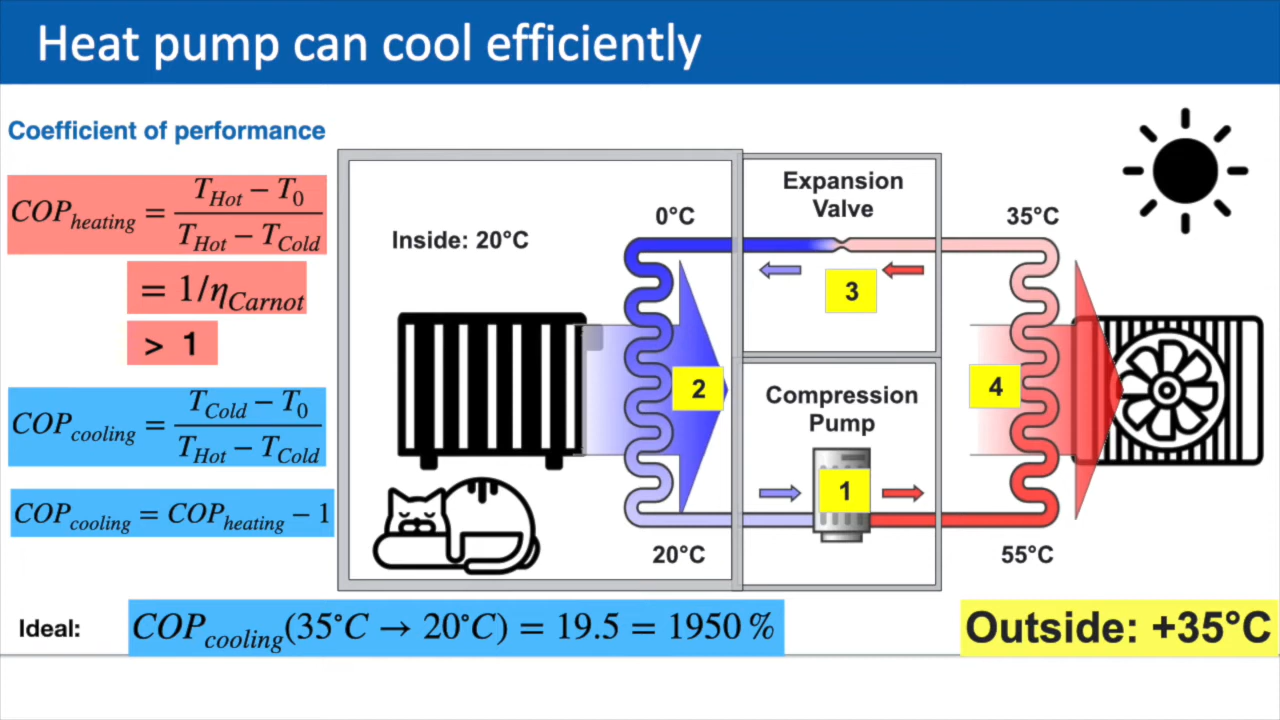 Heat pump can cool efficiently
Coefficient of performance
COP_heating = (T_Hot − T_0) / (T_Hot − T_Cold)
= 1/η_Carnot
> 1
COP_cooling = (T_Cold − T_0) / (T_Hot − T_Cold)
COP_cooling = COP_heating − 1
Inside: 20°C
0°C
Expansion
Valve
35°C
3
2
4
Compression
Pump
1
20°C
55°C
Ideal:
COP_cooling(35°C → 20°C) = 19.5 = 1950 %
Outside: +35°C